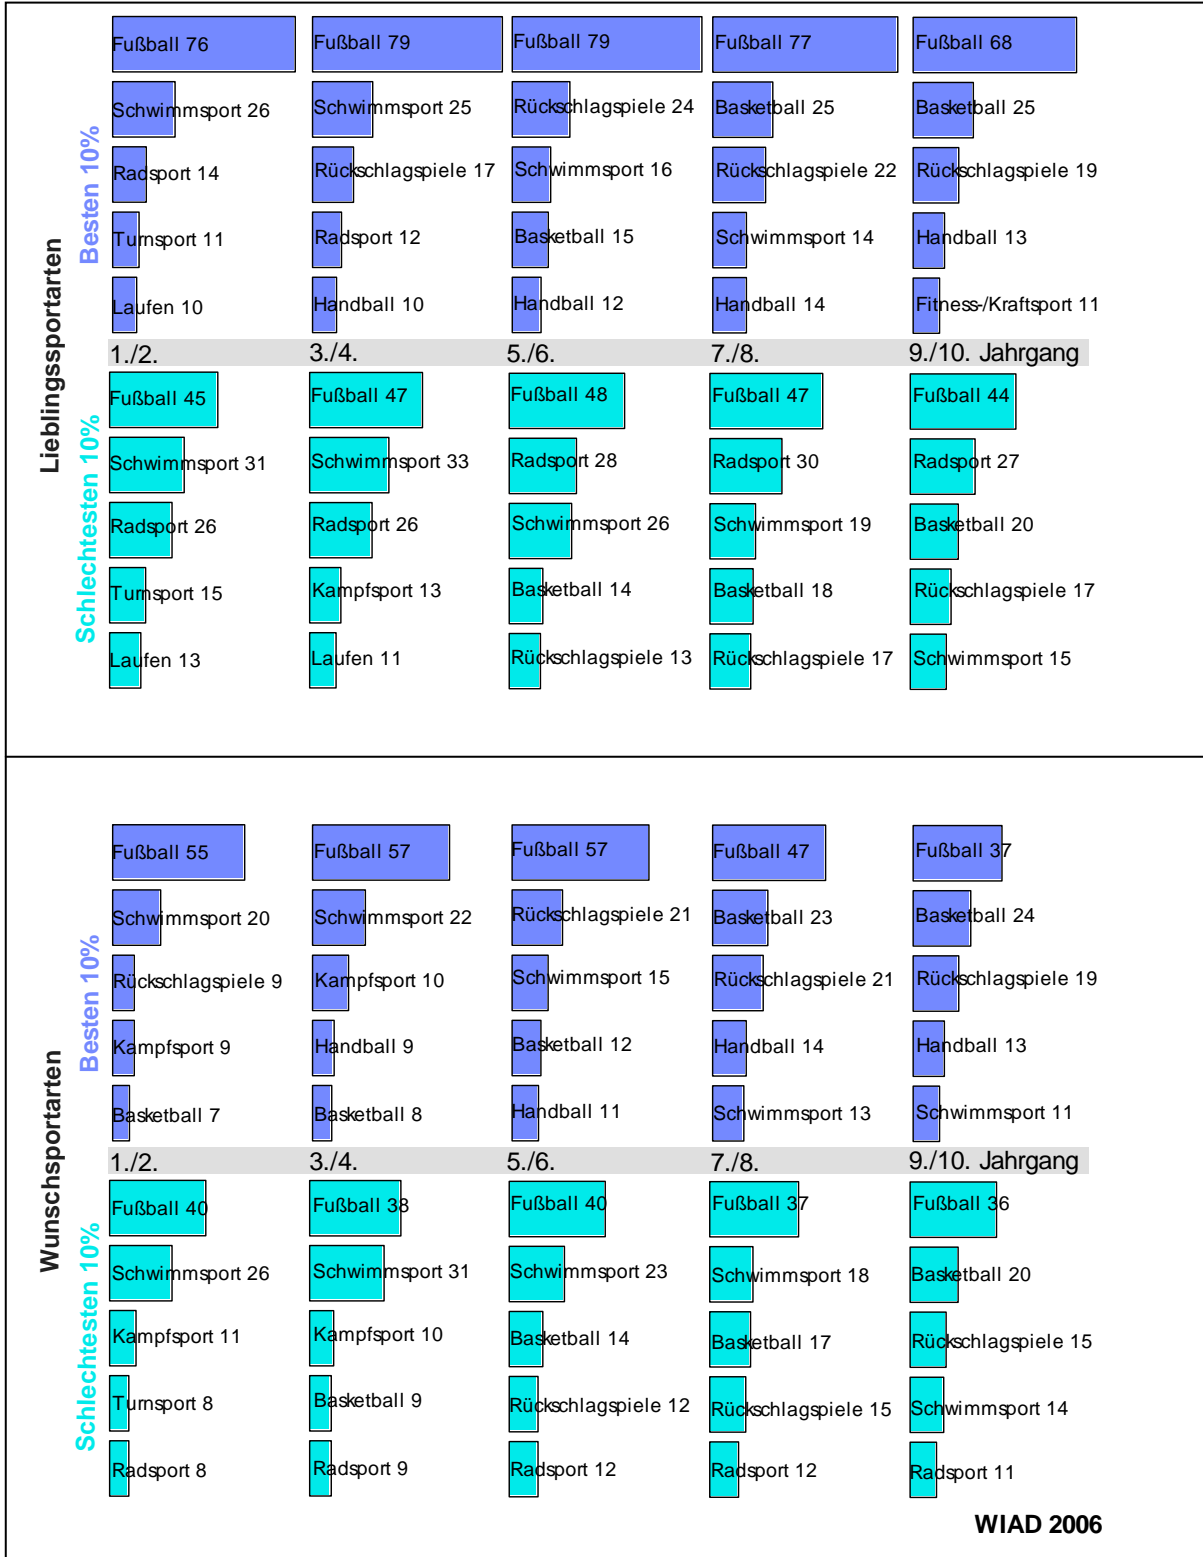 Lieblingssportarten
Besten 10%
Fußball 76 Fußball 79 Fußball 79 Fußball 77 Fußball 68
Schwimmsport 26 Schwimmsport 25 Rückschlagspiele 24 Basketball 25 Basketball 25
Radsport 14 Rückschlagspiele 17 Schwimmsport 16 Rückschlagspiele 22 Rückschlagspiele 19
Turnsport 11 Radsport 12 Basketball 15 Schwimmsport 14 Handball 13
Laufen 10 Handball 10 Handball 12 Handball 14 Fitness-/Kraftsport 11
1./2. 3./4. 5./6. 7./8. 9./10. Jahrgang
Schlechtesten 10%
Fußball 45 Fußball 47 Fußball 48 Fußball 47 Fußball 44
Schwimmsport 31 Schwimmsport 33 Radsport 28 Radsport 30 Radsport 27
Radsport 26 Radsport 26 Schwimmsport 26 Schwimmsport 19 Basketball 20
Turnsport 15 Kampfsport 13 Basketball 14 Basketball 18 Rückschlagspiele 17
Laufen 13 Laufen 11 Rückschlagspiele 13 Rückschlagspiele 17 Schwimmsport 15
Wunschsportarten
Besten 10%
Fußball 55 Fußball 57 Fußball 57 Fußball 47 Fußball 37
Schwimmsport 20 Schwimmsport 22 Rückschlagspiele 21 Basketball 23 Basketball 24
Rückschlagspiele 9 Kampfsport 10 Schwimmsport 15 Rückschlagspiele 21 Rückschlagspiele 19
Kampfsport 9 Handball 9 Basketball 12 Handball 14 Handball 13
Basketball 7 Basketball 8 Handball 11 Schwimmsport 13 Schwimmsport 11
1./2. 3./4. 5./6. 7./8. 9./10. Jahrgang
Schlechtesten 10%
Fußball 40 Fußball 38 Fußball 40 Fußball 37 Fußball 36
Schwimmsport 26 Schwimmsport 31 Schwimmsport 23 Schwimmsport 18 Basketball 20
Kampfsport 11 Kampfsport 10 Basketball 14 Basketball 17 Rückschlagspiele 15
Turnsport 8 Basketball 9 Rückschlagspiele 12 Rückschlagspiele 15 Schwimmsport 14
Radsport 8 Radsport 9 Radsport 12 Radsport 12 Radsport 11
WIAD 2006